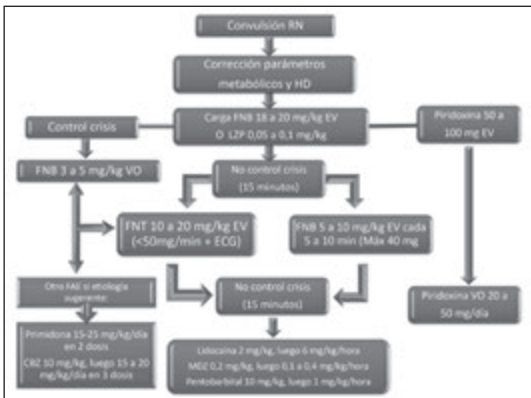 Convulsión RN
Corrección parámetros
metabólicos y HD
Control crisis
Carga FNB 18 a 20 mg/kg EV
O LZP 0,05 a 0,1 mg/kg
Piridoxina 50 a
100 mg EV
FNB 3 a 5 mg/kg VO
No control crisis
(15 minutos)
FNT 10 a 20 mg/kg EV
(<50mg/min + ECG)
FNB 5 a 10 mg/kg EV cada
5 a 10 min (Máx 40 mg
Otro FAE si etiología
sugerente:
No control crisis
(15 minutos)
Piridoxina VO 20 a
50 mg/día
Primidona 15-25 mg/kg/día
en 2 dosis
CBZ 10 mg/kg, luego 15 a 20
mg/kg/día en 3 dosis
Lidocaína 2 mg/kg, luego 6 mg/kg/hora
MDZ 0,2 mg/kg, luego 0,1 a 0,4 mg/kg/hora
Pentobarbital 10 mg/kg, luego 1 mg/kg/hora